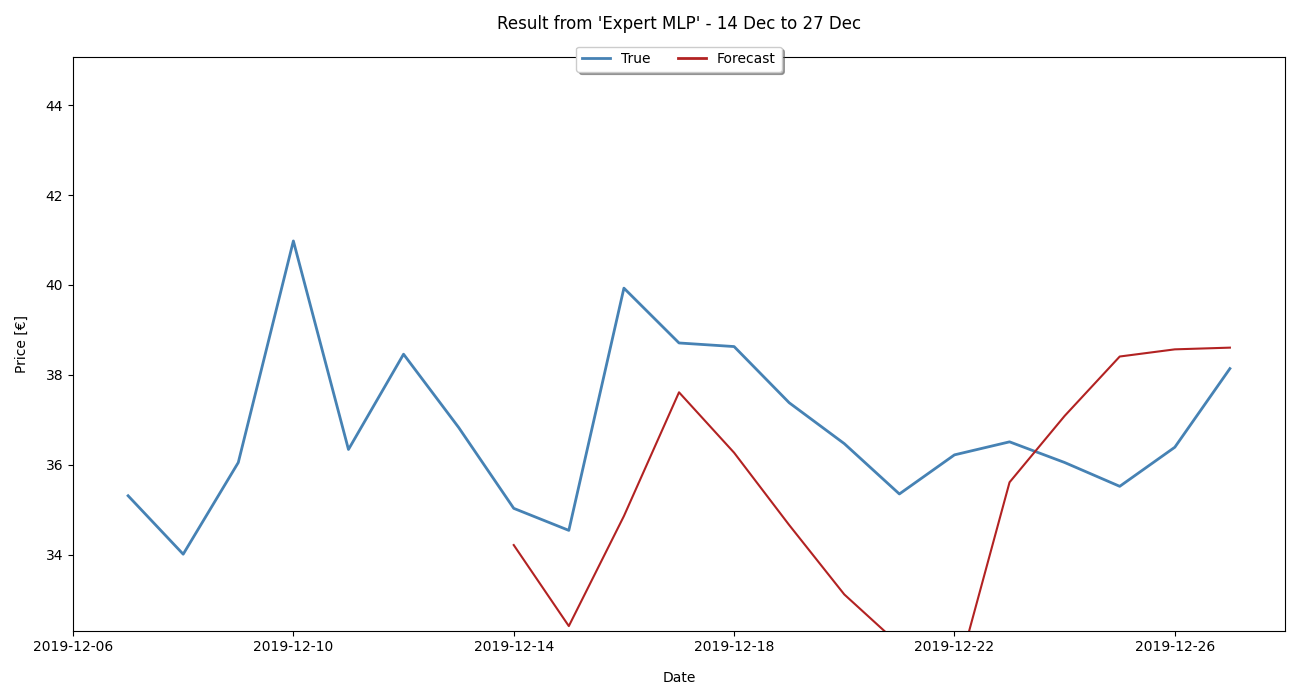 Result from 'Expert MLP' - 14 Dec to 27 Dec
True Forecast
44
42
40
38
36
34
Price [€]
2019-12-06 2019-12-10 2019-12-14 2019-12-18 2019-12-22 2019-12-26
Date